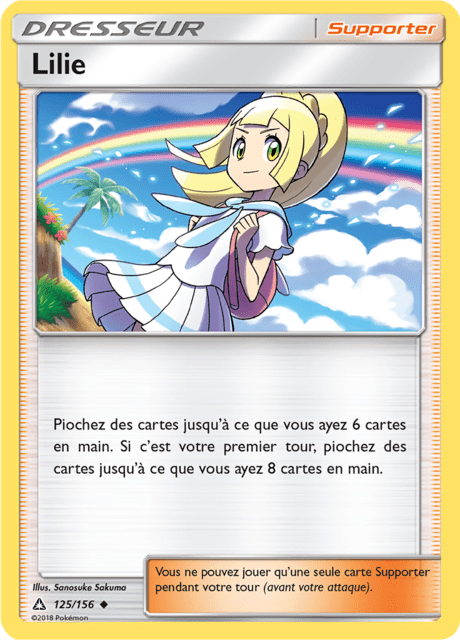 DRESSEUR
Supporter
Lilie
Piochez des cartes jusqu'à ce que vous ayez 6 cartes
en main. Si c'est votre premier tour, piochez des
cartes jusqu'à ce que vous ayez 8 cartes en main.
Vous ne pouvez jouer qu'une seule carte Supporter
pendant votre tour (avant votre attaque).
Illus. Sanosuke Sakuma
125/156 ◆
©2018 Pokémon